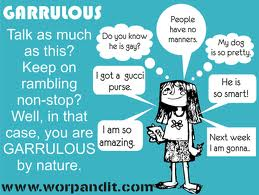 GARRULOUS
Talk as much
as this?
Keep on
rambling
non-stop?
Well, in that
case, you are
GARRULOUS
by nature.
Do you know
he is gay?
People
have no
manners.
My dog
is so pretty.
I got a gucci
purse.
He is
so smart!
I am so
amazing.
Next week
I am gonna..
www.worpandit.com